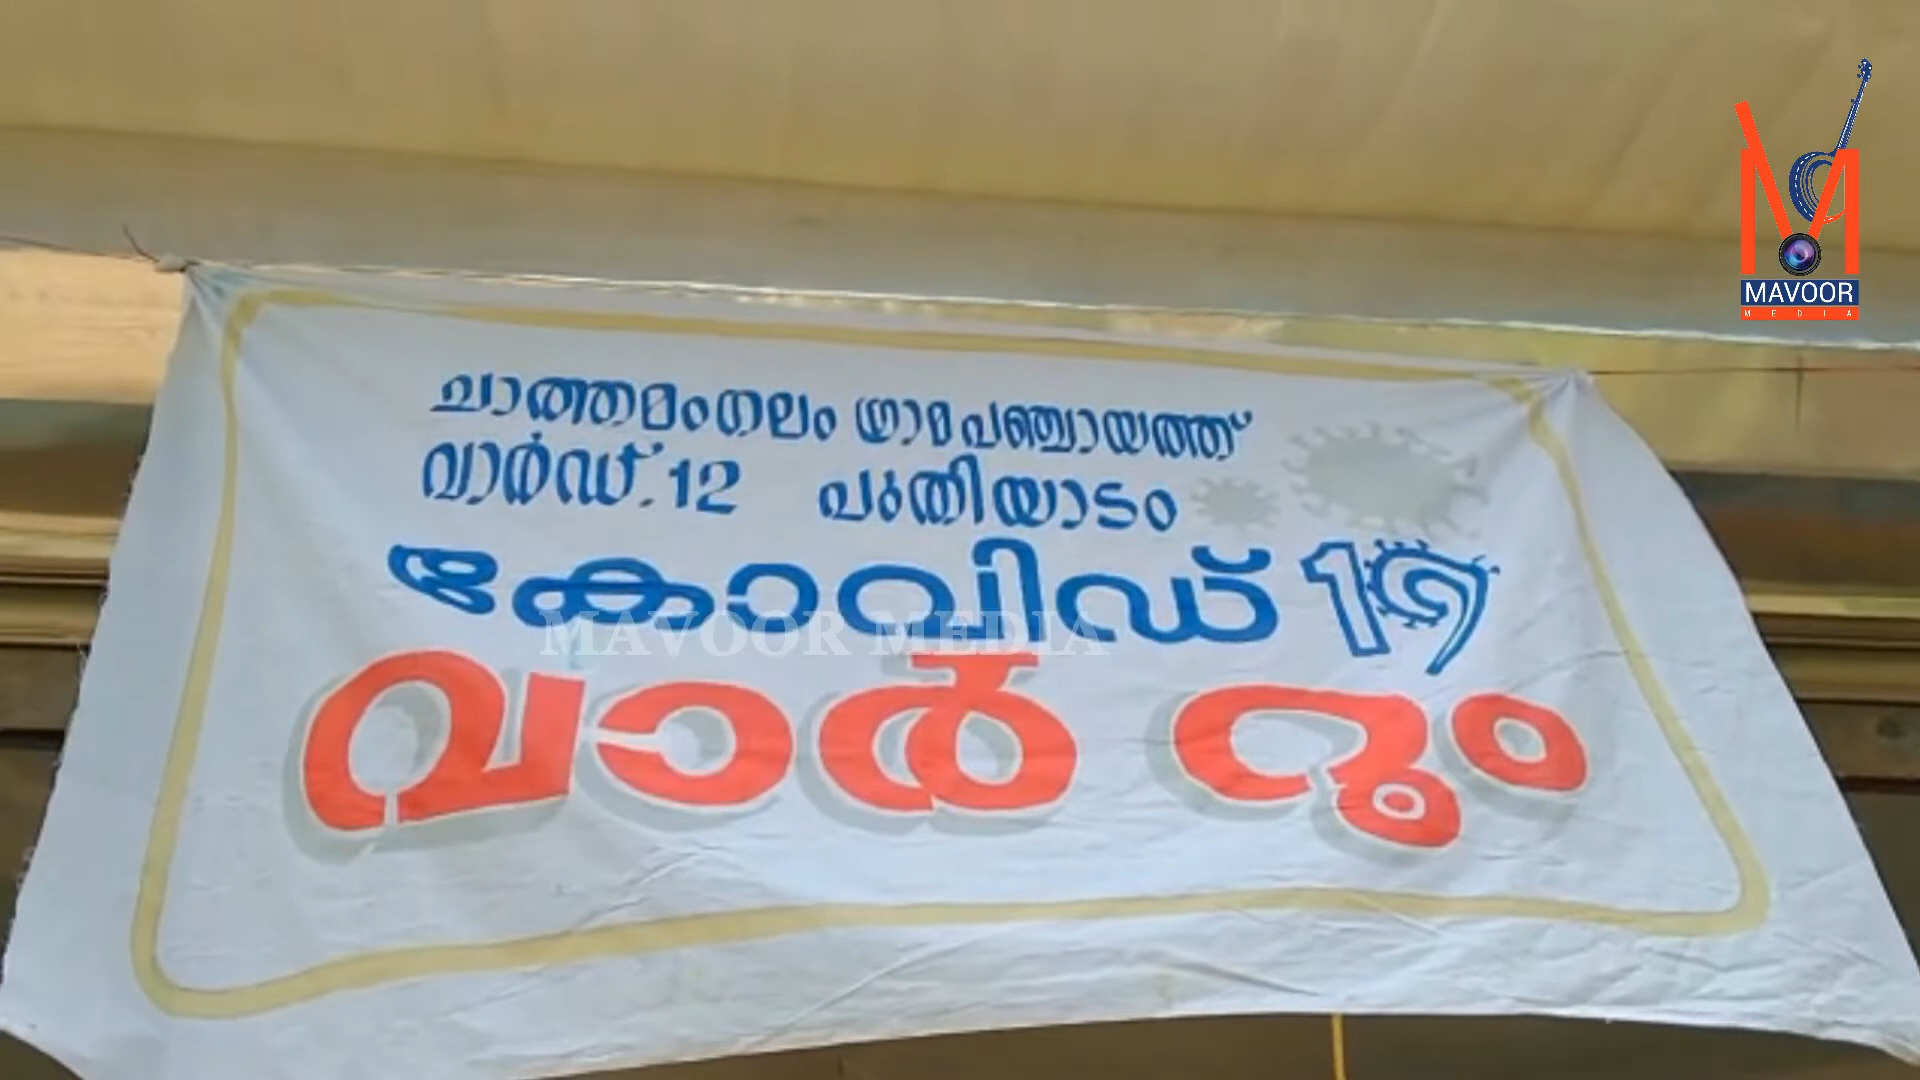 ചാത്തമംഗലം ഗ്രാമപഞ്ചായത്ത്
വാർഡ്.12 പുതിയാടം
കോവിഡ് 19
വാർ റൂം
MAVOOR MEDIA
MAVOOR
MEDIA